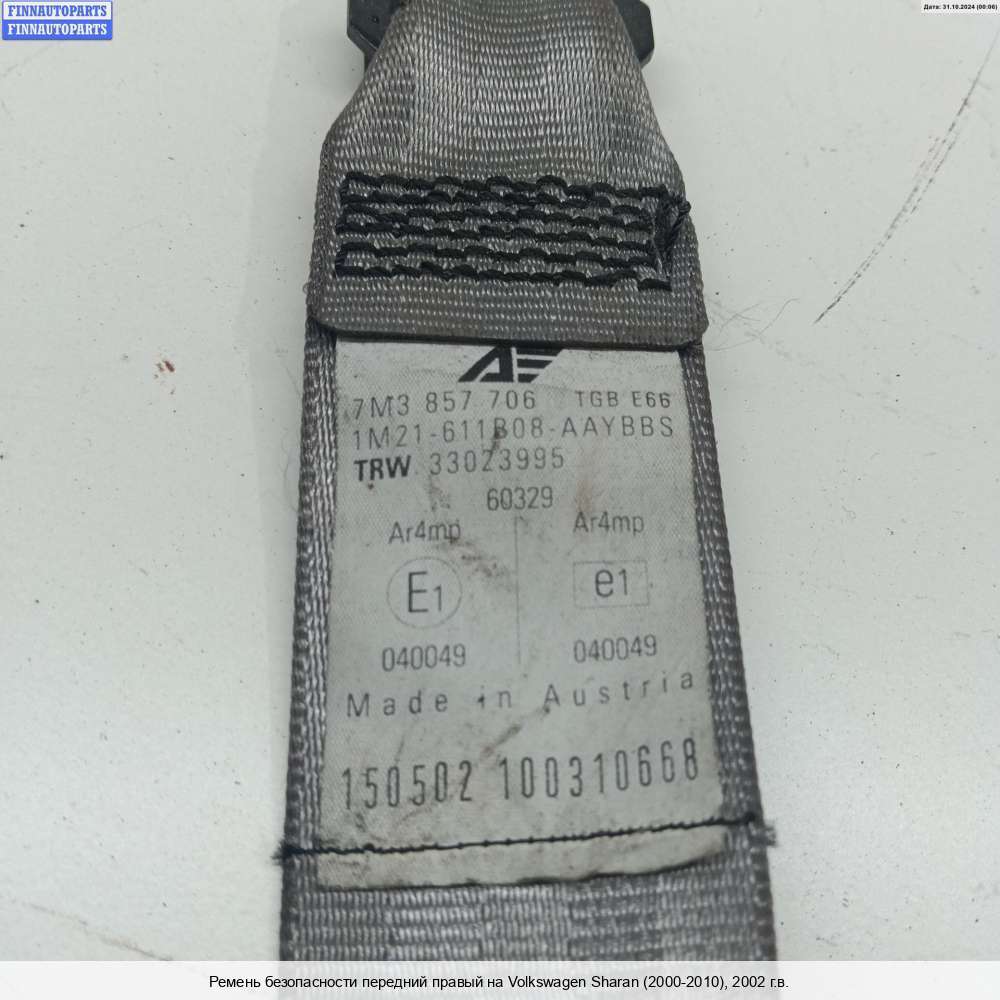 FINNAUTOPARTS
FINNAUTOPARTS
Дата: 31.10.2024 (00:06)
7M3 857 706 TGB E66
1M21-611B08-AAYBBS
TRW 33023995
60329
Ar4mp Ar4mp
E1 e1
040049 040049
Made in Austria
150502 100310668
Ремень безопасности передний правый на Volkswagen Sharan (2000-2010), 2002 г.в.